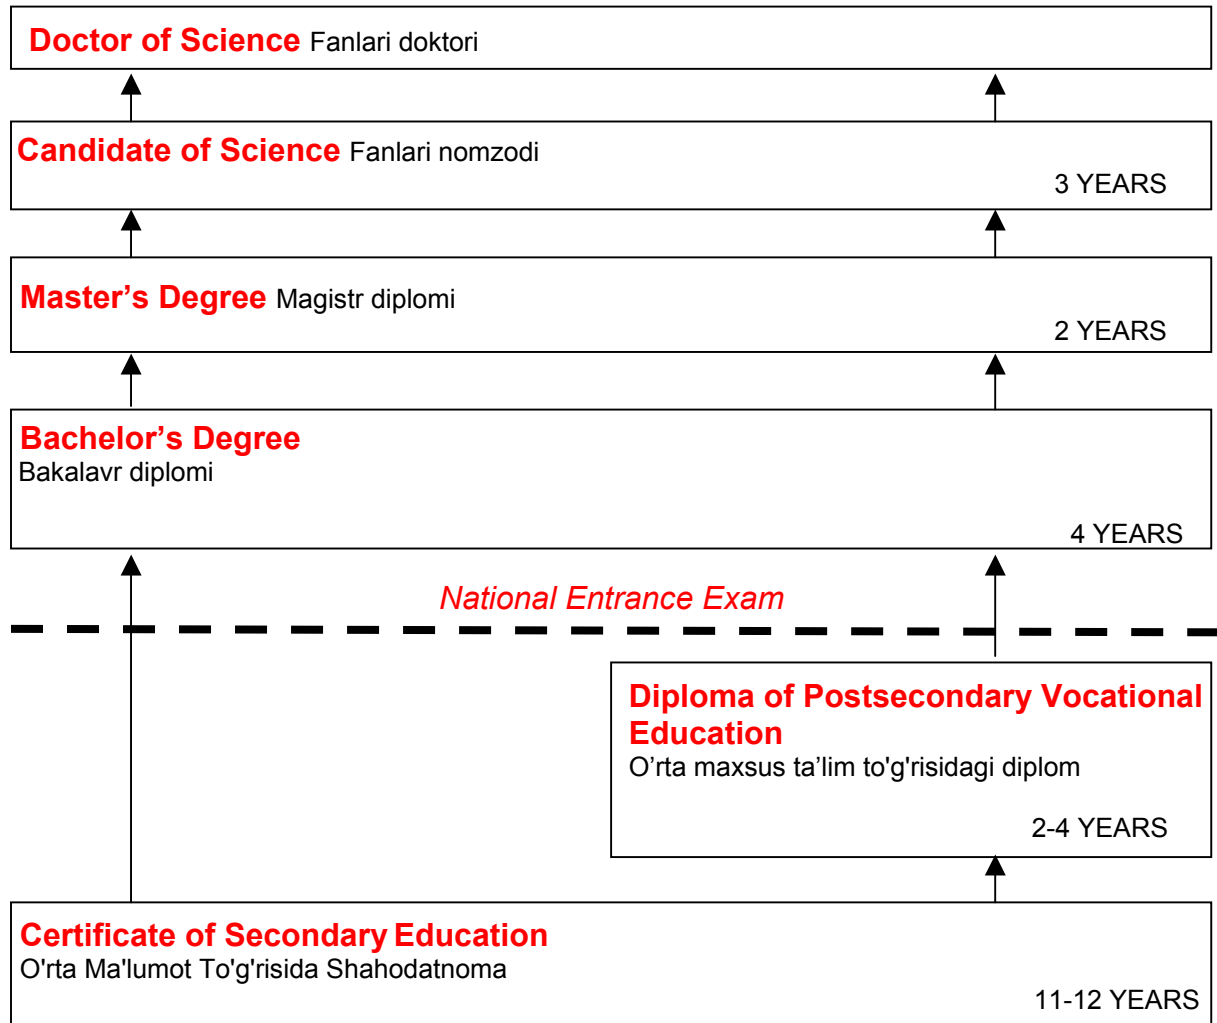 Doctor of Science Fanlari doktori
Candidate of Science Fanlari nomzodi
3 YEARS
Master’s Degree Magistr diplomi
2 YEARS
Bachelor’s Degree
Bakalavr diplomi
4 YEARS
National Entrance Exam
Diploma of Postsecondary Vocational
Education
O’rta maxsus ta’lim to'g'risidagi diplom
2-4 YEARS
Certificate of Secondary Education
O'rta Ma'lumot To'g'risida Shahodatnoma
11-12 YEARS